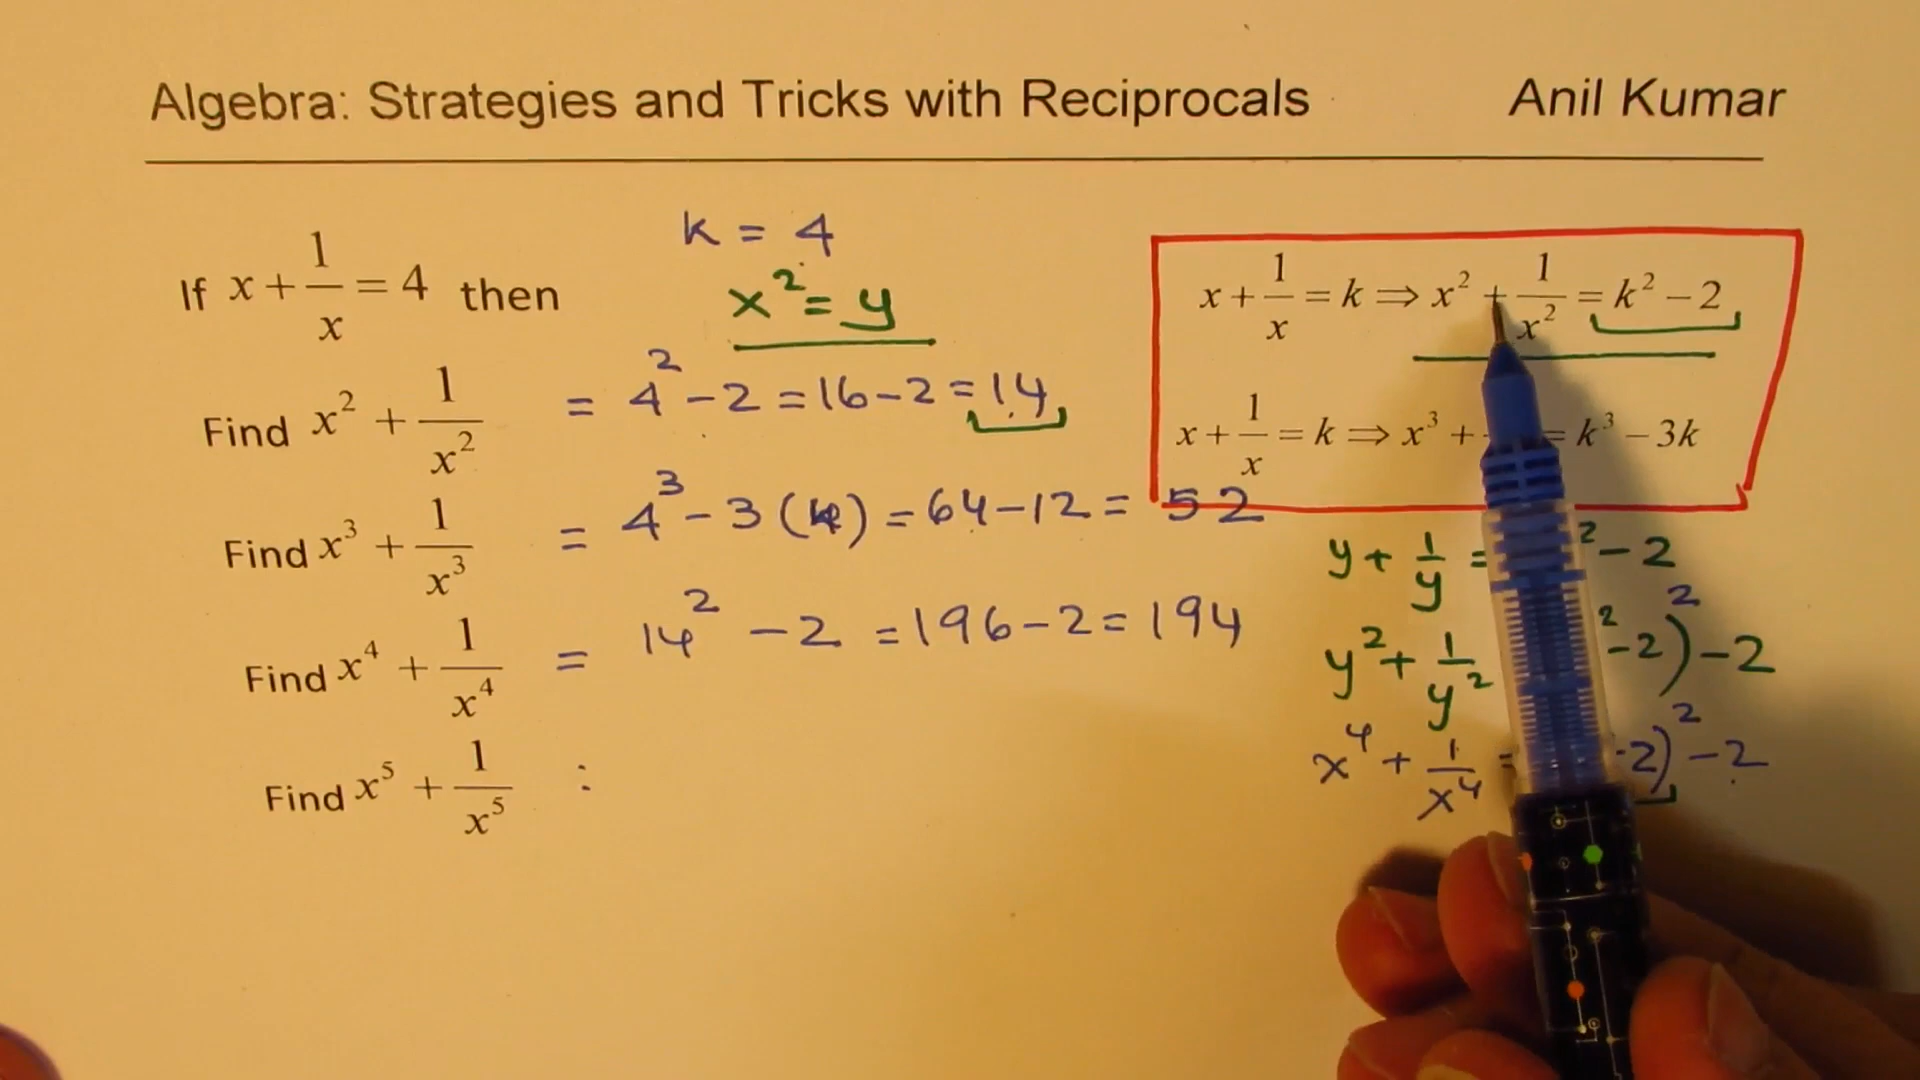 Algebra: Strategies and Tricks with Reciprocals Anil Kumar
k = 4
If x + 1/x = 4 then
x² = y
x + 1/x = k ⇒ x² + 1/x² = k² − 2
Find x² + 1/x² = 4² − 2 = 16 − 2 = 14
x + 1/x = k ⇒ x³ + = k³ − 3k
Find x³ + 1/x³ = 4³ − 3(4) = 64 − 12 = 52
y + 1/y = ² − 2
Find x⁴ + 1/x⁴ = 14² − 2 = 196 − 2 = 194
y² + 1/y² ² − 2)² − 2
x⁴ + 1/x⁴ = − 2)² − 2
Find x⁵ + 1/x⁵ :